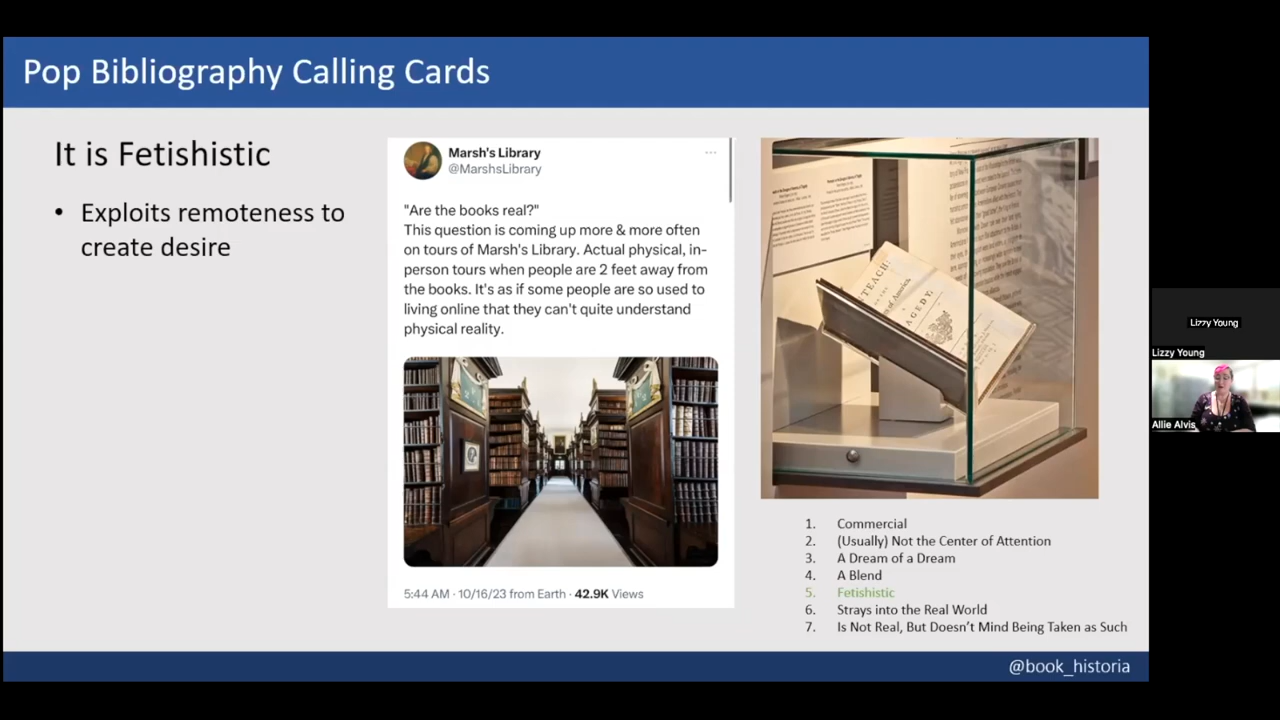 Pop Bibliography Calling Cards
It is Fetishistic
• Exploits remoteness to
create desire
Marsh's Library
@MarshsLibrary
"Are the books real?"
This question is coming up more & more often
on tours of Marsh's Library. Actual physical, in-
person tours when people are 2 feet away from
the books. It's as if some people are so used to
living online that they can't quite understand
physical reality.
5:44 AM · 10/16/23 from Earth · 42.9K Views
TEACH:
of America.
AGEDY,
1. Commercial
2. (Usually) Not the Center of Attention
3. A Dream of a Dream
4. A Blend
5. Fetishistic
6. Strays into the Real World
7. Is Not Real, But Doesn't Mind Being Taken as Such
@book_historia
Lizzy Young
Lizzy Young
Allie Alvis